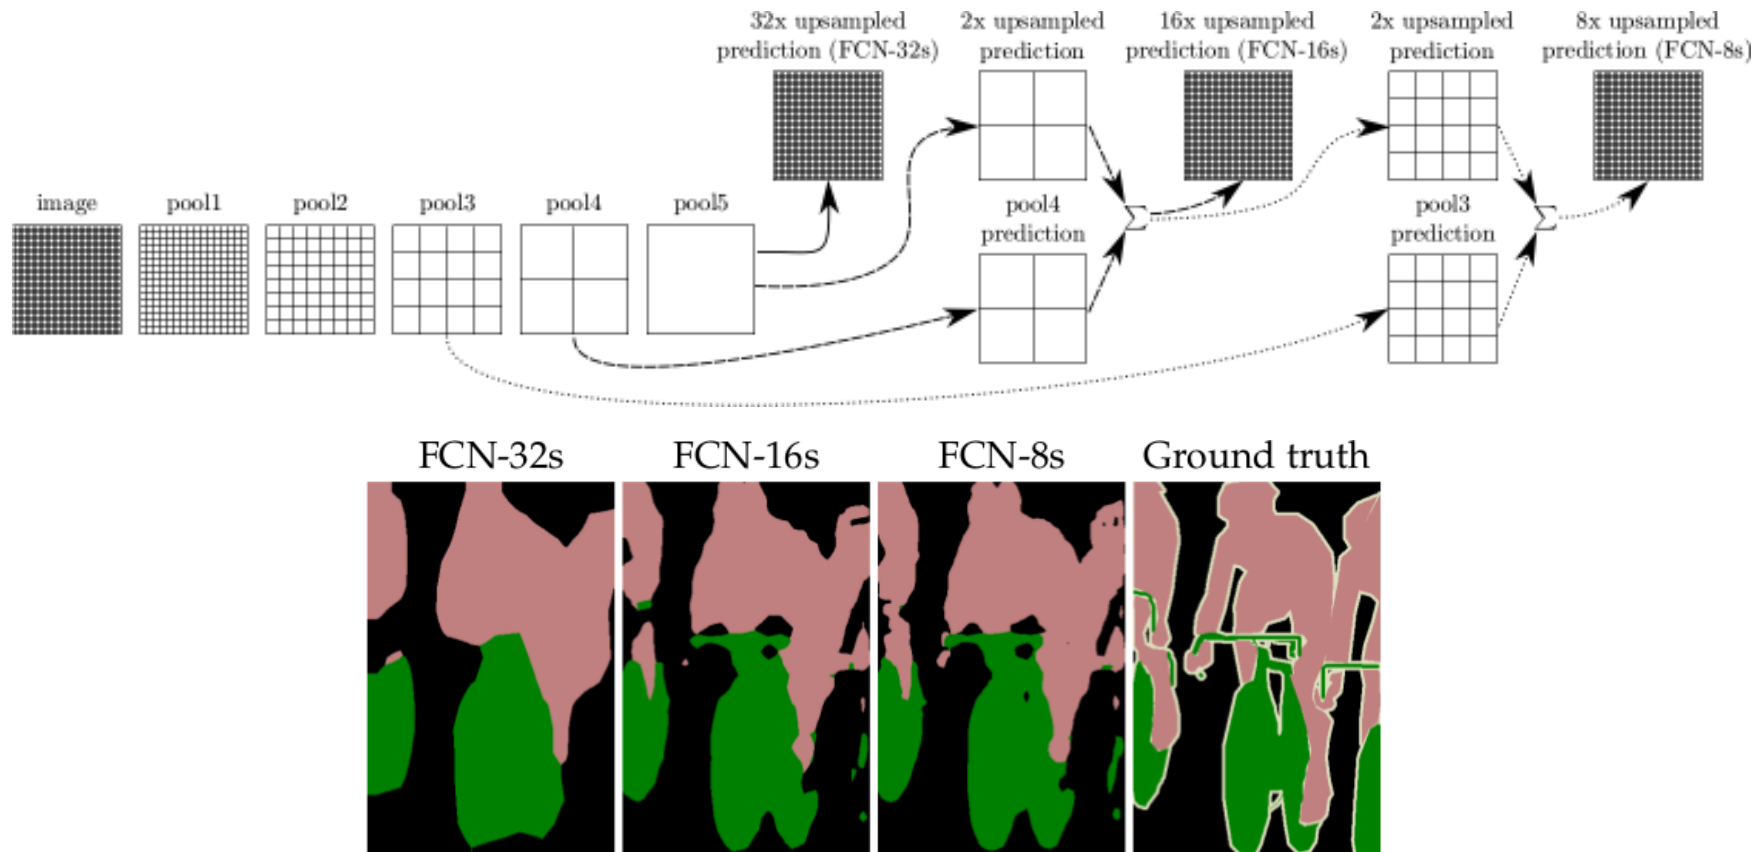 32x upsampled
prediction (FCN-32s)
2x upsampled
prediction
16x upsampled
prediction (FCN-16s)
2x upsampled
prediction
8x upsampled
prediction (FCN-8s)
image
pool1
pool2
pool3
pool4
pool5
pool4
prediction
pool3
prediction
Σ
Σ
FCN-32s
FCN-16s
FCN-8s
Ground truth